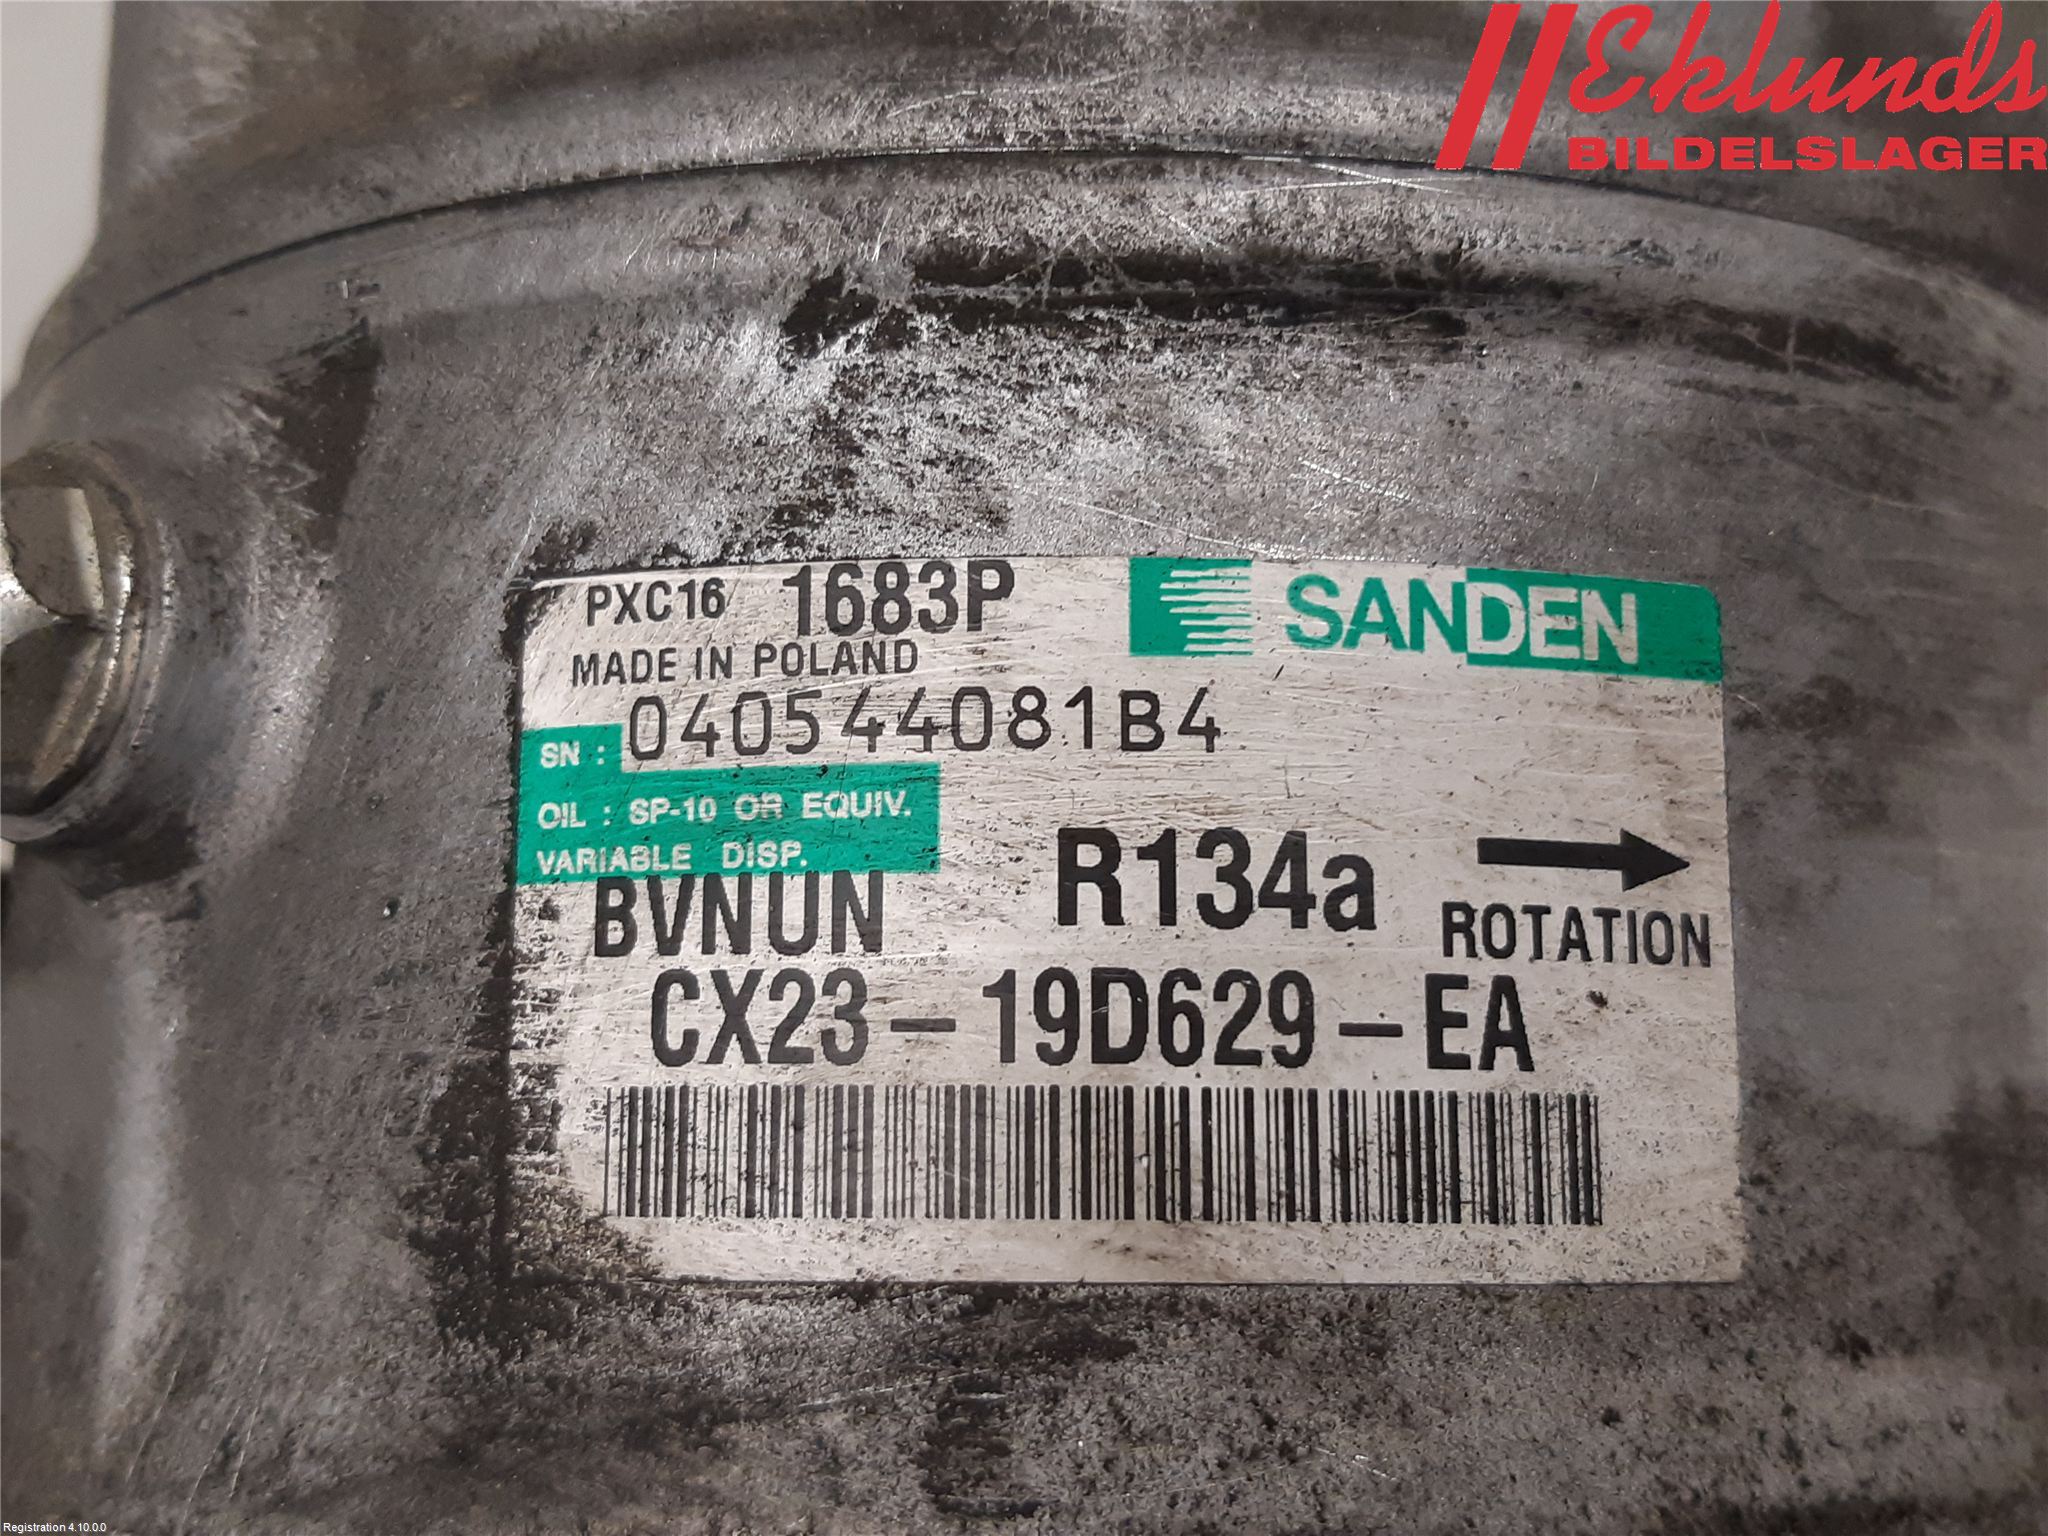 Eklunds
BILDELSLAGER
PXC16 1683P SANDEN
MADE IN POLAND
SN : 040544081B4
OIL : SP-10 OR EQUIV.
VARIABLE DISP.
BVNUN R134a ROTATION
CX23-19D629-EA
Registration 4.10.0.0